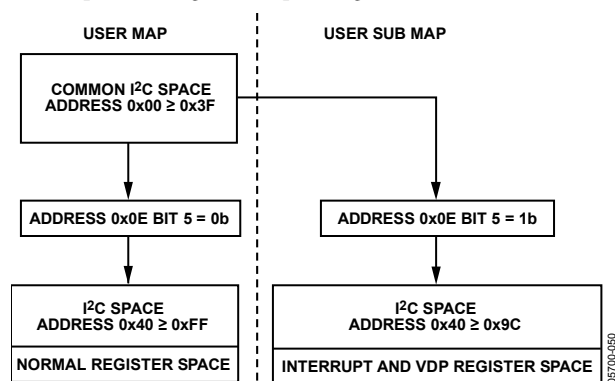 USER MAP
USER SUB MAP
COMMON I²C SPACE
ADDRESS 0x00 ≥ 0x3F
ADDRESS 0x0E BIT 5 = 0b
ADDRESS 0x0E BIT 5 = 1b
I²C SPACE
ADDRESS 0x40 ≥ 0xFF
NORMAL REGISTER SPACE
I²C SPACE
ADDRESS 0x40 ≥ 0x9C
INTERRUPT AND VDP REGISTER SPACE
05700-050